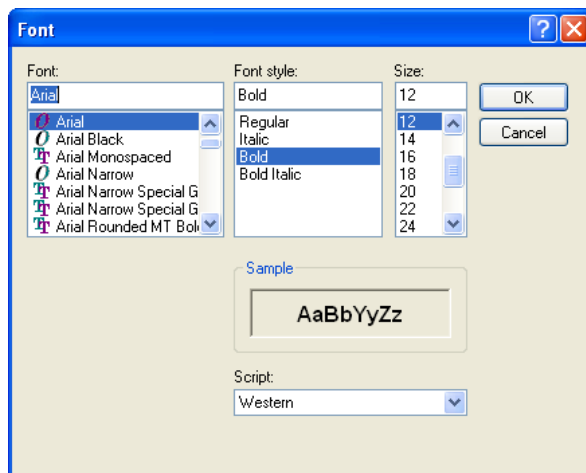 Font
Font: Font style: Size:
Arial Bold 12 OK
Arial Regular 12 Cancel
Arial Black Italic 14
Arial Monospaced Bold 16
Arial Narrow Bold Italic 18
Arial Narrow Special G 20
Arial Narrow Special G 22
Arial Rounded MT Bol 24
Sample
AaBbYyZz
Script:
Western